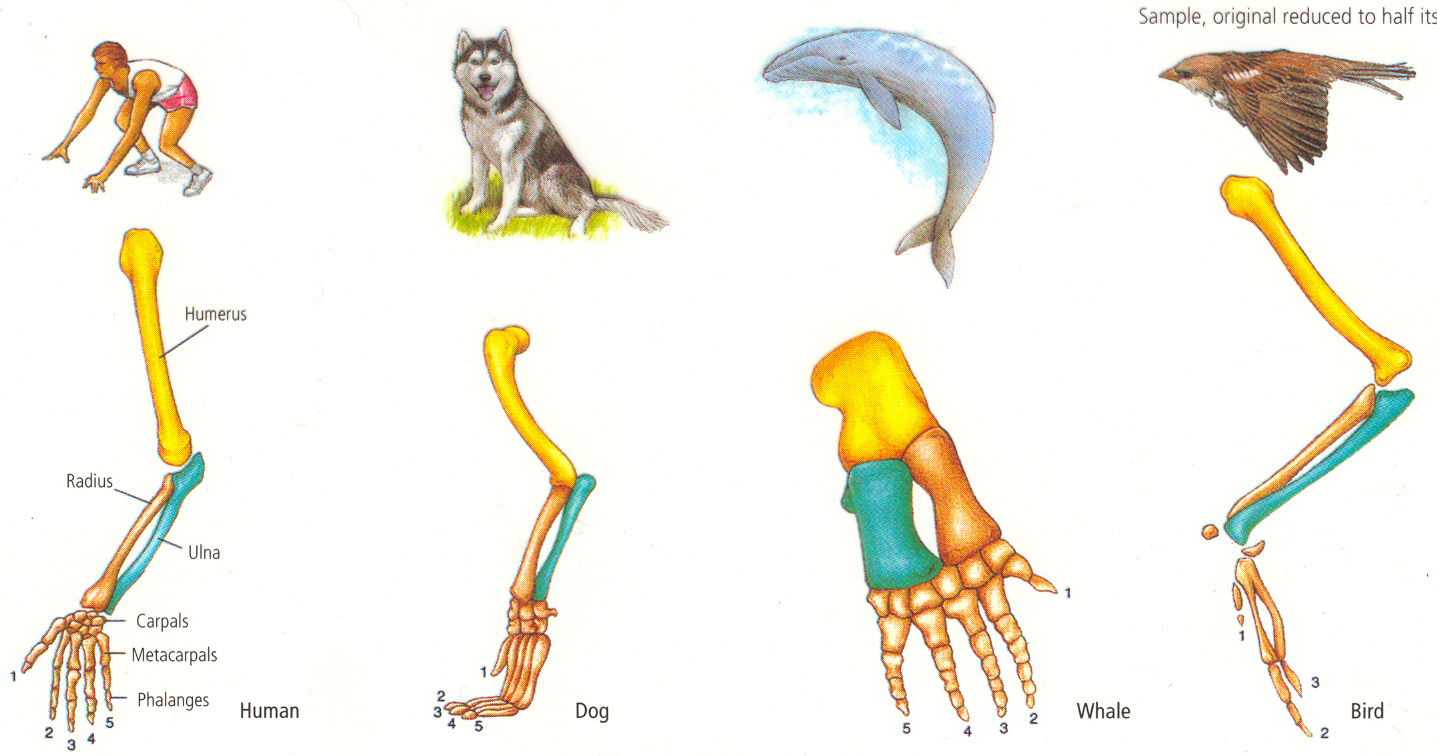 Sample, original reduced to half its
Humerus
Radius
Ulna
Carpals
Metacarpals
Phalanges
1
2
3
4
5
Human
1
2
3
4
5
Dog
1
5
4
3
2
Whale
1
3
2
Bird